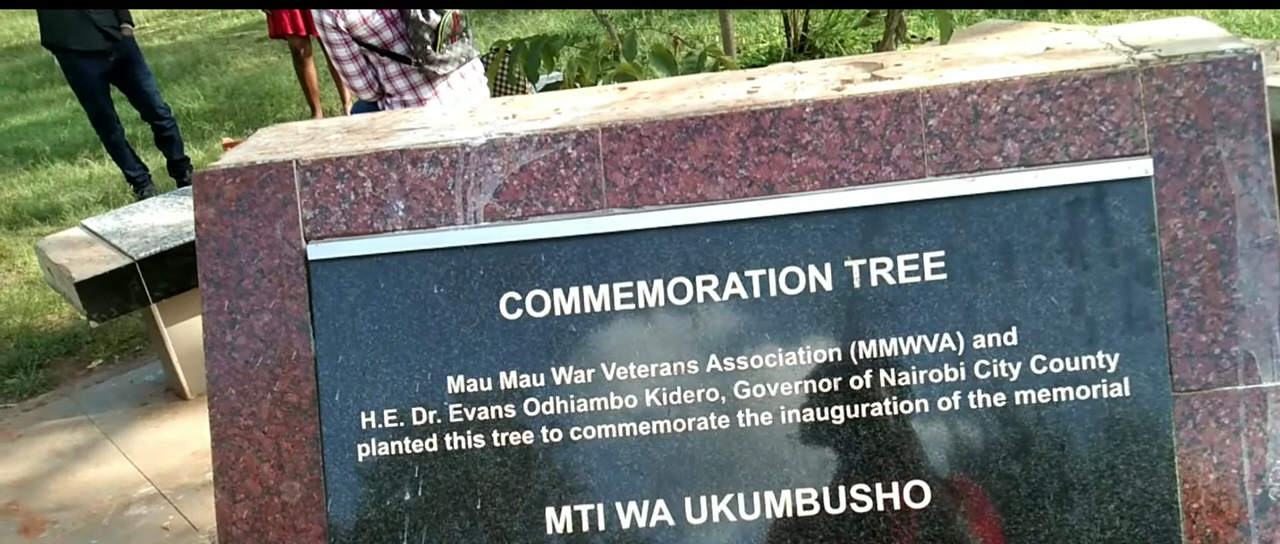 COMMEMORATION TREE
Mau Mau War Veterans Association (MMWVA) and
H.E. Dr. Evans Odhiambo Kidero, Governor of Nairobi City County
planted this tree to commemorate the inauguration of the memorial
MTI WA UKUMBUSHO